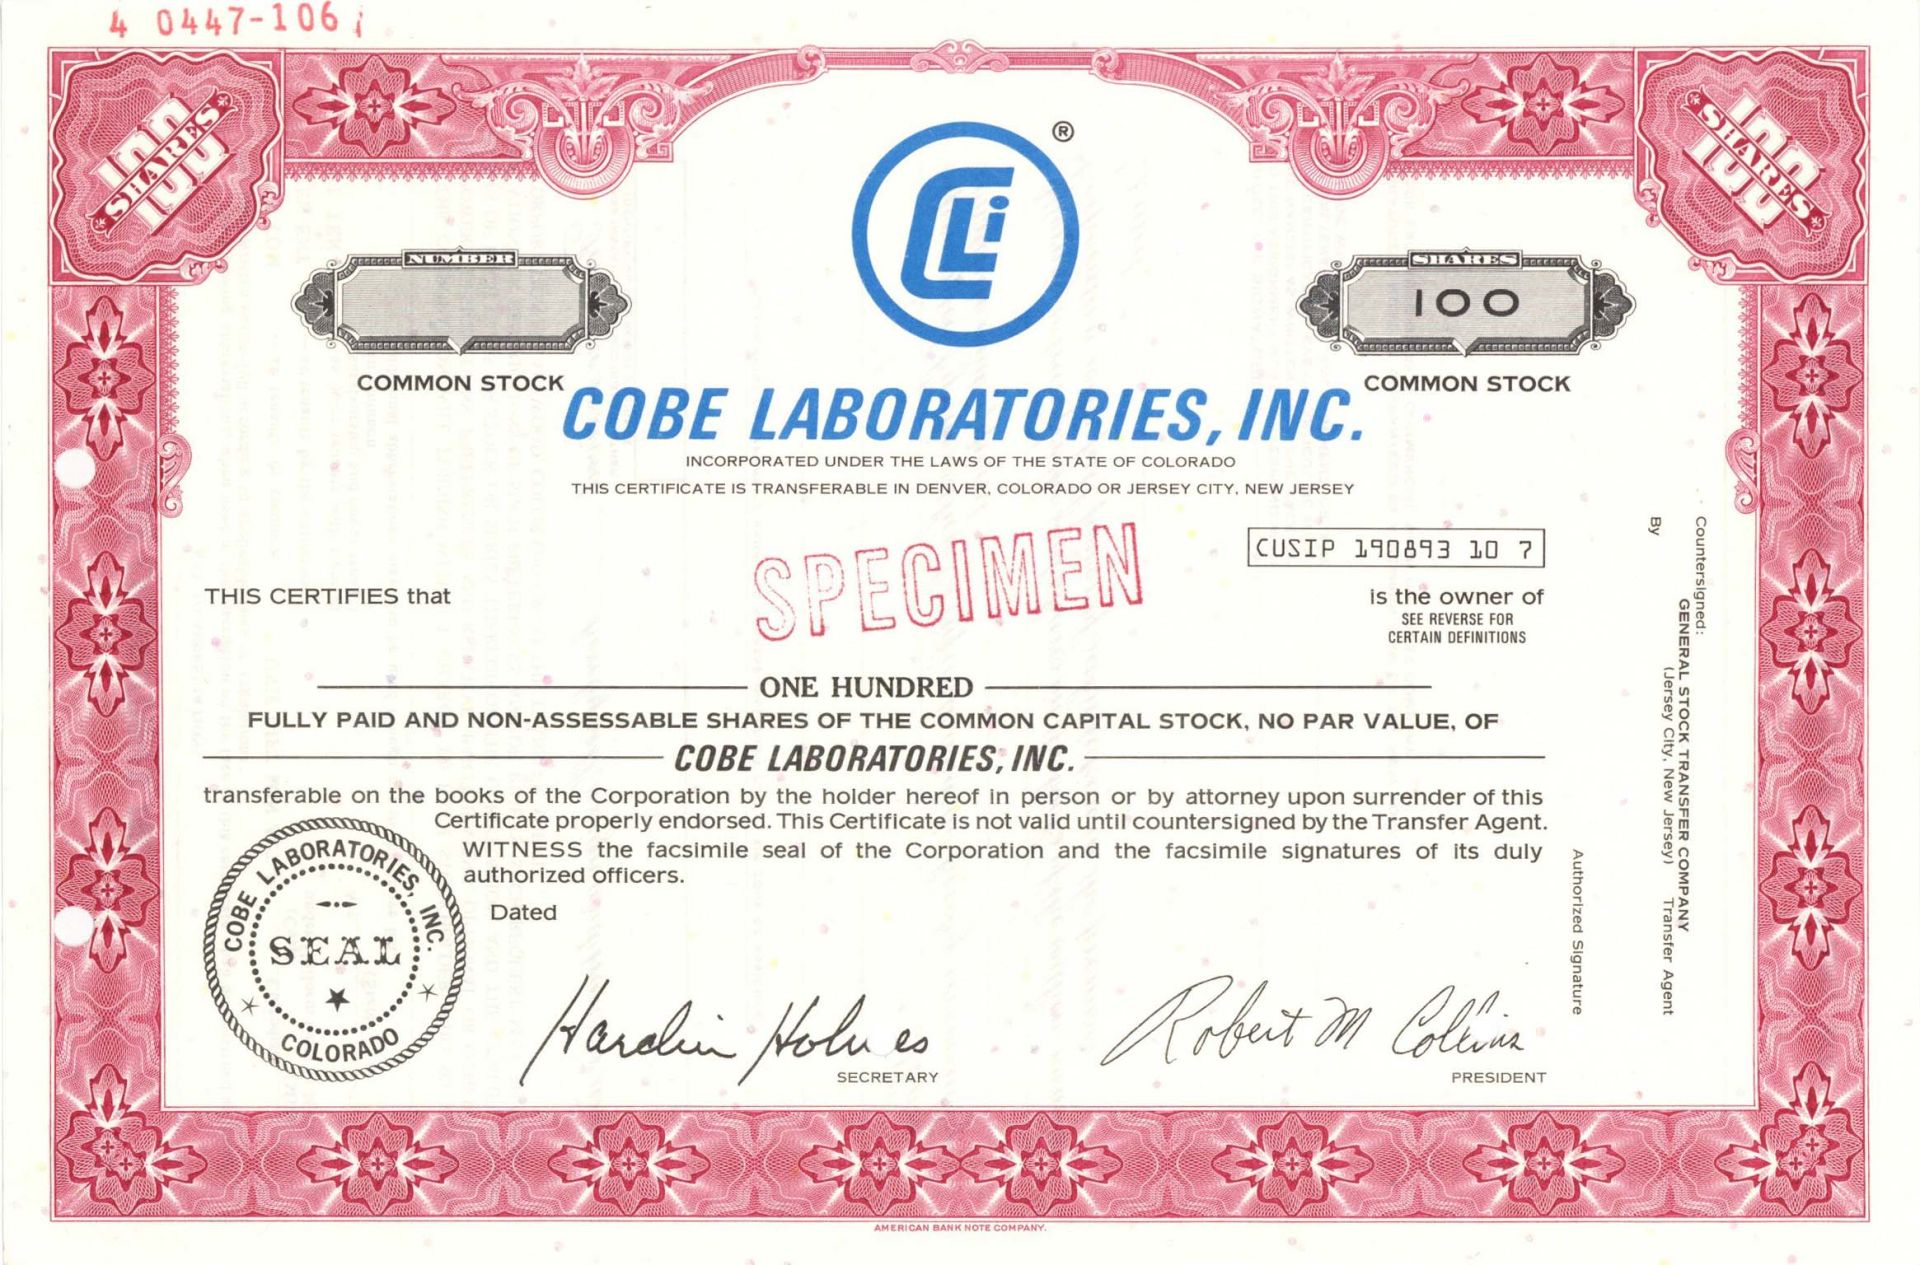 4 0447-106
100
SHARES
100
SHARES
®
CLi
NUMBER
SHARES
100
COMMON STOCK
COMMON STOCK
COBE LABORATORIES, INC.
INCORPORATED UNDER THE LAWS OF THE STATE OF COLORADO
THIS CERTIFICATE IS TRANSFERABLE IN DENVER, COLORADO OR JERSEY CITY, NEW JERSEY
SPECIMEN
CUSIP 190893 10 7
THIS CERTIFIES that
is the owner of
SEE REVERSE FOR
CERTAIN DEFINITIONS
ONE HUNDRED
FULLY PAID AND NON-ASSESSABLE SHARES OF THE COMMON CAPITAL STOCK, NO PAR VALUE, OF
COBE LABORATORIES, INC.
transferable on the books of the Corporation by the holder hereof in person or by attorney upon surrender of this
Certificate properly endorsed. This Certificate is not valid until countersigned by the Transfer Agent.
WITNESS the facsimile seal of the Corporation and the facsimile signatures of its duly
authorized officers.
Dated
COBE LABORATORIES, INC.
SEAL
COLORADO
Hardin Holmes
SECRETARY
Robert M Collins
PRESIDENT
Countersigned:
GENERAL STOCK TRANSFER COMPANY
(Jersey City, New Jersey) Transfer Agent
By
Authorized Signature
AMERICAN BANK NOTE COMPANY.